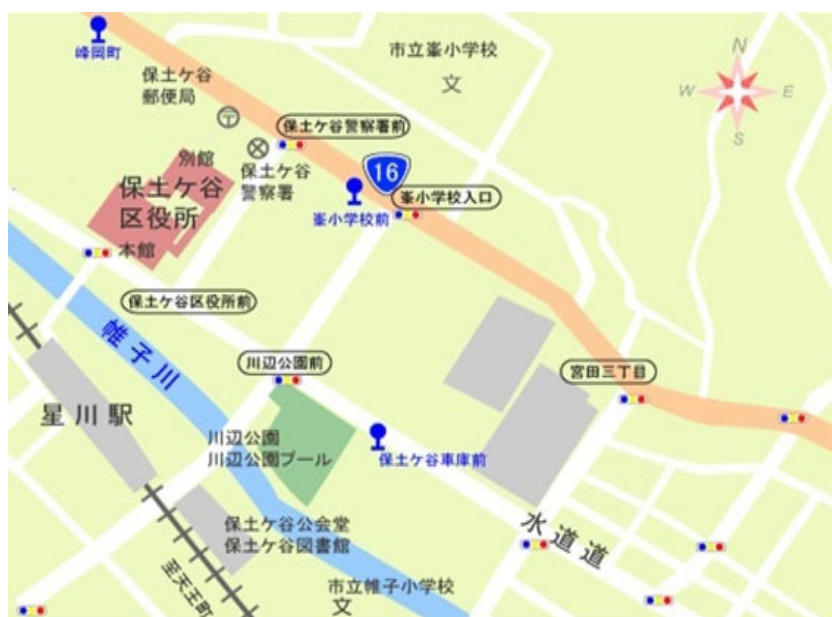 峰岡町
市立峯小学校
文
N
W
E
S
保土ケ谷
郵便局
保土ケ谷警察署前
別館
保土ケ谷
警察署
16
保土ケ谷
区役所
峯小学校入口
峯小学校前
本館
保土ケ谷区役所前
帷子川
川辺公園前
宮田三丁目
星川駅
川辺公園
川辺公園プール
保土ケ谷車庫前
保土ケ谷公会堂
保土ケ谷図書館
水道道
至天王町
市立帷子小学校
文